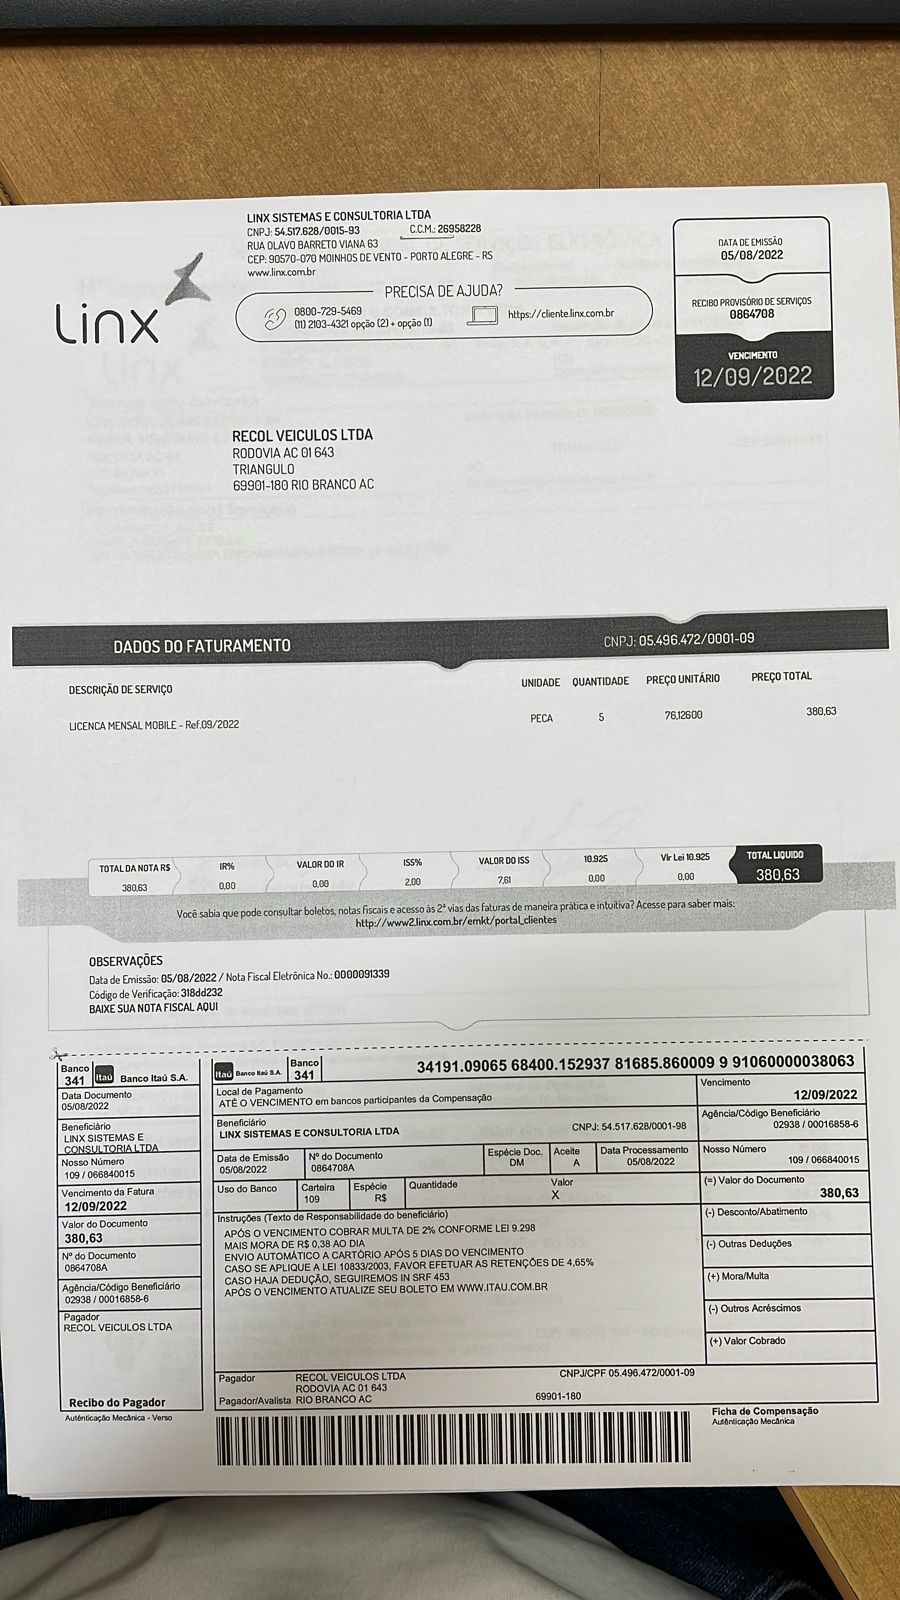 LINX SISTEMAS E CONSULTORIA LTDA
CNPJ: 54.517.628/0015-93 C.C.M.: 26958228
RUA OLAVO BARRETO VIANA 63
CEP: 90570-070 MOINHOS DE VENTO - PORTO ALEGRE - RS
www.linx.com.br
Linx
PRECISA DE AJUDA?
0800-729-5469
(11) 2103-4321 opção (2) + opção (1)
https://cliente.linx.com.br
DATA DE EMISSÃO
05/08/2022
RECIBO PROVISÓRIO DE SERVIÇOS
0864708
VENCIMENTO
12/09/2022
RECOL VEICULOS LTDA
RODOVIA AC 01 643
TRIANGULO
69901-180 RIO BRANCO AC
DADOS DO FATURAMENTO CNPJ: 05.496.472/0001-09
DESCRIÇÃO DE SERVIÇO UNIDADE QUANTIDADE PREÇO UNITÁRIO PREÇO TOTAL
LICENCA MENSAL MOBILE - Ref.09/2022 PECA 5 76,12600 380,63
TOTAL DA NOTA R$ IR% VALOR DO IR ISS% VALOR DO ISS 10.925 Vlr Lei 10.925 TOTAL LIQUIDO
380,63 0,00 0,00 2,00 7,61 0,00 0,00 380,63
Você sabia que pode consultar boletos, notas fiscais e acesso às 2ª vias das faturas de maneira prática e intuitiva? Acesse para saber mais:
http://www2.linx.com.br/emkt/portal_clientes
OBSERVAÇÕES
Data de Emissão: 05/08/2022 / Nota Fiscal Eletrônica No.: 0000091339
Código de Verificação: 318dd232
BAIXE SUA NOTA FISCAL AQUI
Banco
341 Itaú Banco Itaú S.A.
Data Documento
05/08/2022
Beneficiário
LINX SISTEMAS E
CONSULTORIA LTDA
Nosso Número
109 / 066840015
Vencimento da Fatura
12/09/2022
Valor do Documento
380,63
Nº do Documento
0864708A
Agência/Código Beneficiário
02938 / 00016858-6
Pagador
RECOL VEICULOS LTDA
Recibo do Pagador
Autênticação Mecânica - Verso
Itaú Banco Itaú S.A. Banco
341
34191.09065 68400.152937 81685.860009 9 91060000038063
Local de Pagamento
ATÉ O VENCIMENTO em bancos participantes da Compensação
Vencimento
12/09/2022
Beneficiário
LINX SISTEMAS E CONSULTORIA LTDA CNPJ: 54.517.628/0001-98
Agência/Código Beneficiário
02938 / 00016858-6
Data de Emissão Nº do Documento Espécie Doc. Aceite Data Processamento
05/08/2022 0864708A DM A 05/08/2022
Nosso Número
109 / 066840015
Uso do Banco Carteira Espécie Quantidade Valor
109 R$ X
(=) Valor do Documento
380,63
Instruções (Texto de Responsabilidade do beneficiário)
APÓS O VENCIMENTO COBRAR MULTA DE 2% CONFORME LEI 9.298
MAIS MORA DE R$ 0,38 AO DIA
ENVIO AUTOMÁTICO A CARTÓRIO APÓS 5 DIAS DO VENCIMENTO
CASO SE APLIQUE A LEI 10833/2003, FAVOR EFETUAR AS RETENÇÕES DE 4,65%
CASO HAJA DEDUÇÃO, SEGUIREMOS IN SRF 453
APÓS O VENCIMENTO ATUALIZE SEU BOLETO EM WWW.ITAU.COM.BR
(-) Desconto/Abatimento
(-) Outras Deduções
(+) Mora/Multa
(-) Outros Acréscimos
(+) Valor Cobrado
Pagador RECOL VEICULOS LTDA CNPJ/CPF 05.496.472/0001-09
RODOVIA AC 01 643
Pagador/Avalista RIO BRANCO AC 69901-180
Ficha de Compensação
Autênticação Mecânica